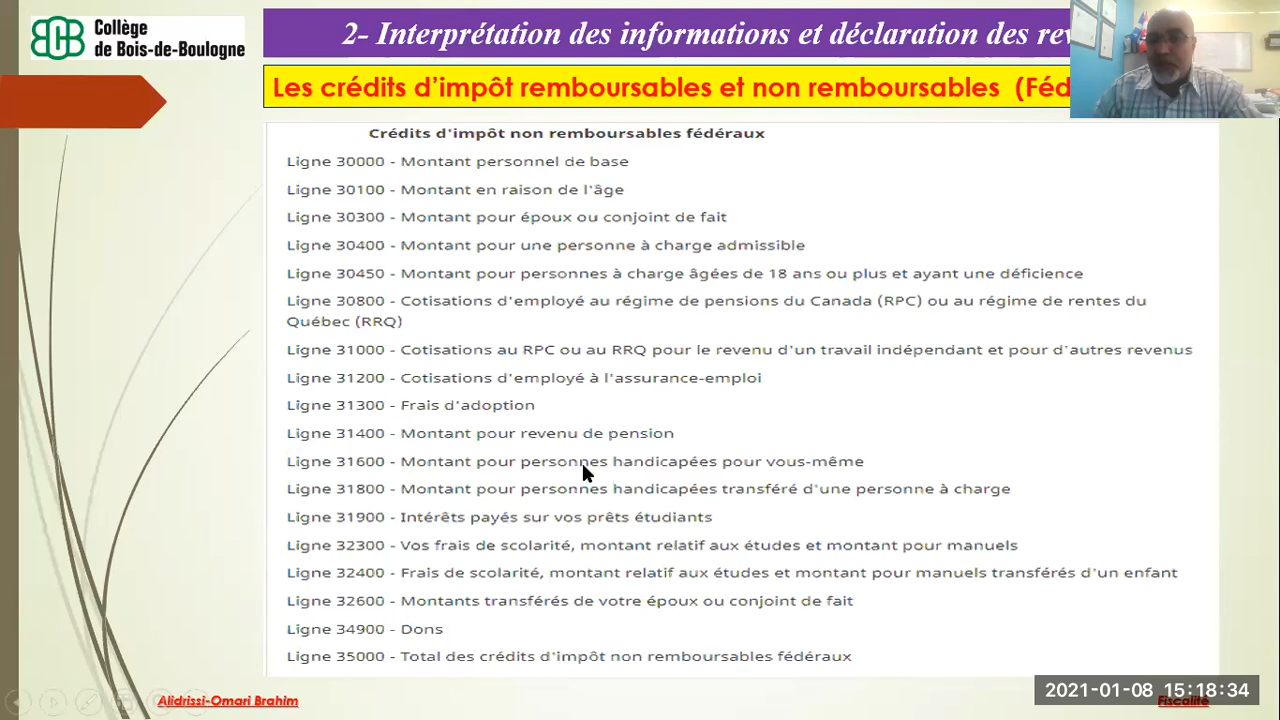 Collège
de Bois-de-Boulogne
2- Interprétation des informations et déclaration des
Les crédits d'impôt remboursables et non remboursables
Crédits d'impôt non remboursables fédéraux
Ligne 30000 - Montant personnel de base
Ligne 30100 - Montant en raison de l'âge
Ligne 30300 - Montant pour époux ou conjoint de fait
Ligne 30400 - Montant pour une personne à charge admissible
Ligne 30450 - Montant pour personnes à charge âgées de 18 ans ou plus et ayant une déficience
Ligne 30800 - Cotisations d'employé au régime de pensions du Canada (RPC) ou au régime de rentes du
Québec (RRQ)
Ligne 31000 - Cotisations au RPC ou au RRQ pour le revenu d'un travail indépendant et pour d'autres revenus
Ligne 31200 - Cotisations d'employé à l'assurance-emploi
Ligne 31300 - Frais d'adoption
Ligne 31400 - Montant pour revenu de pension
Ligne 31600 - Montant pour personnes handicapées pour vous-même
Ligne 31800 - Montant pour personnes handicapées transféré d'une personne à charge
Ligne 31900 - Intérêts payés sur vos prêts étudiants
Ligne 32300 - Vos frais de scolarité, montant relatif aux études et montant pour manuels
Ligne 32400 - Frais de scolarité, montant relatif aux études et montant pour manuels transférés d'un enfant
Ligne 32600 - Montants transférés de votre époux ou conjoint de fait
Ligne 34900 - Dons
Ligne 35000 - Total des crédits d'impôt non remboursables fédéraux
Alidrissi-Omari Brahim
2021-01-08 15:18:34
Fiscalité